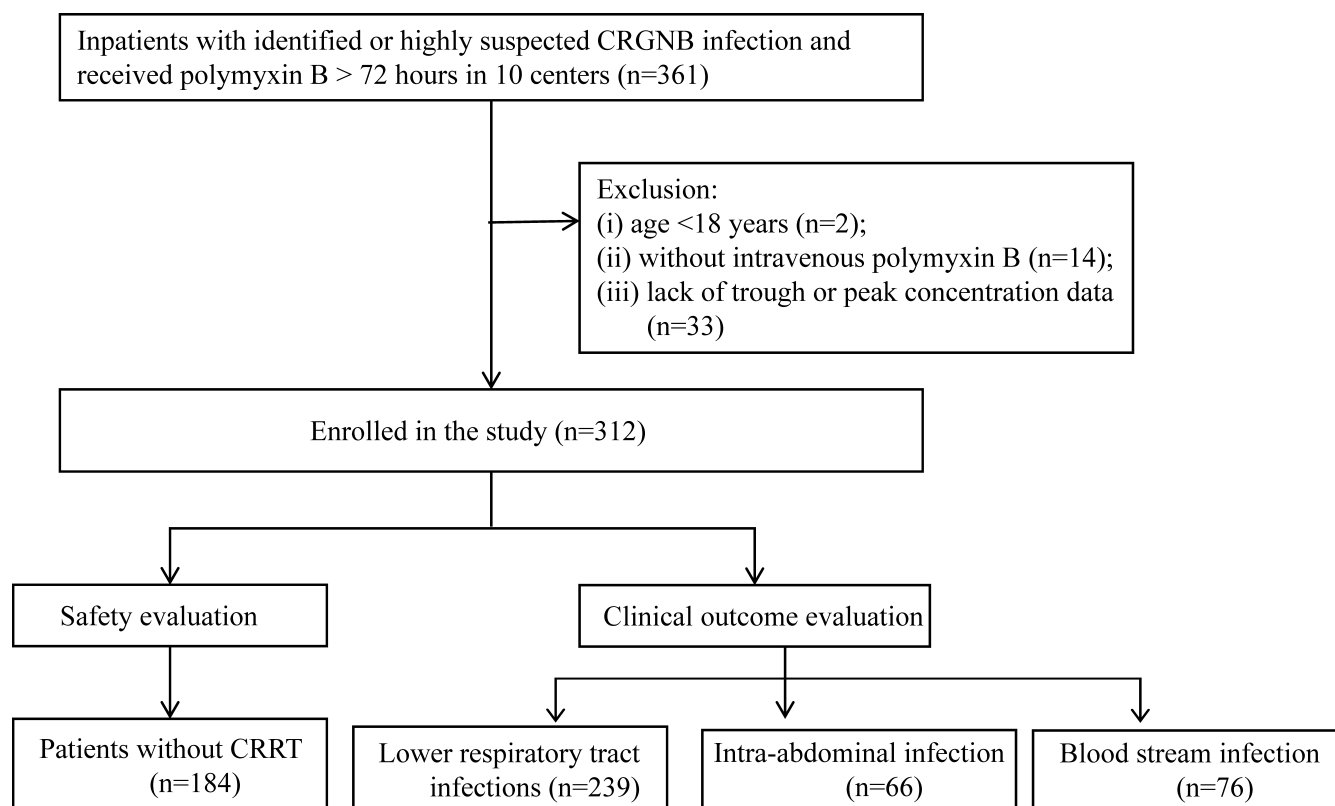 Inpatients with identified or highly suspected CRGNB infection and
received polymyxin B > 72 hours in 10 centers (n=361)
Exclusion:
(i) age <18 years (n=2);
(ii) without intravenous polymyxin B (n=14);
(iii) lack of trough or peak concentration data
(n=33)
Enrolled in the study (n=312)
Safety evaluation
Clinical outcome evaluation
Patients without CRRT
(n=184)
Lower respiratory tract
infections (n=239)
Intra-abdominal infection
(n=66)
Blood stream infection
(n=76)